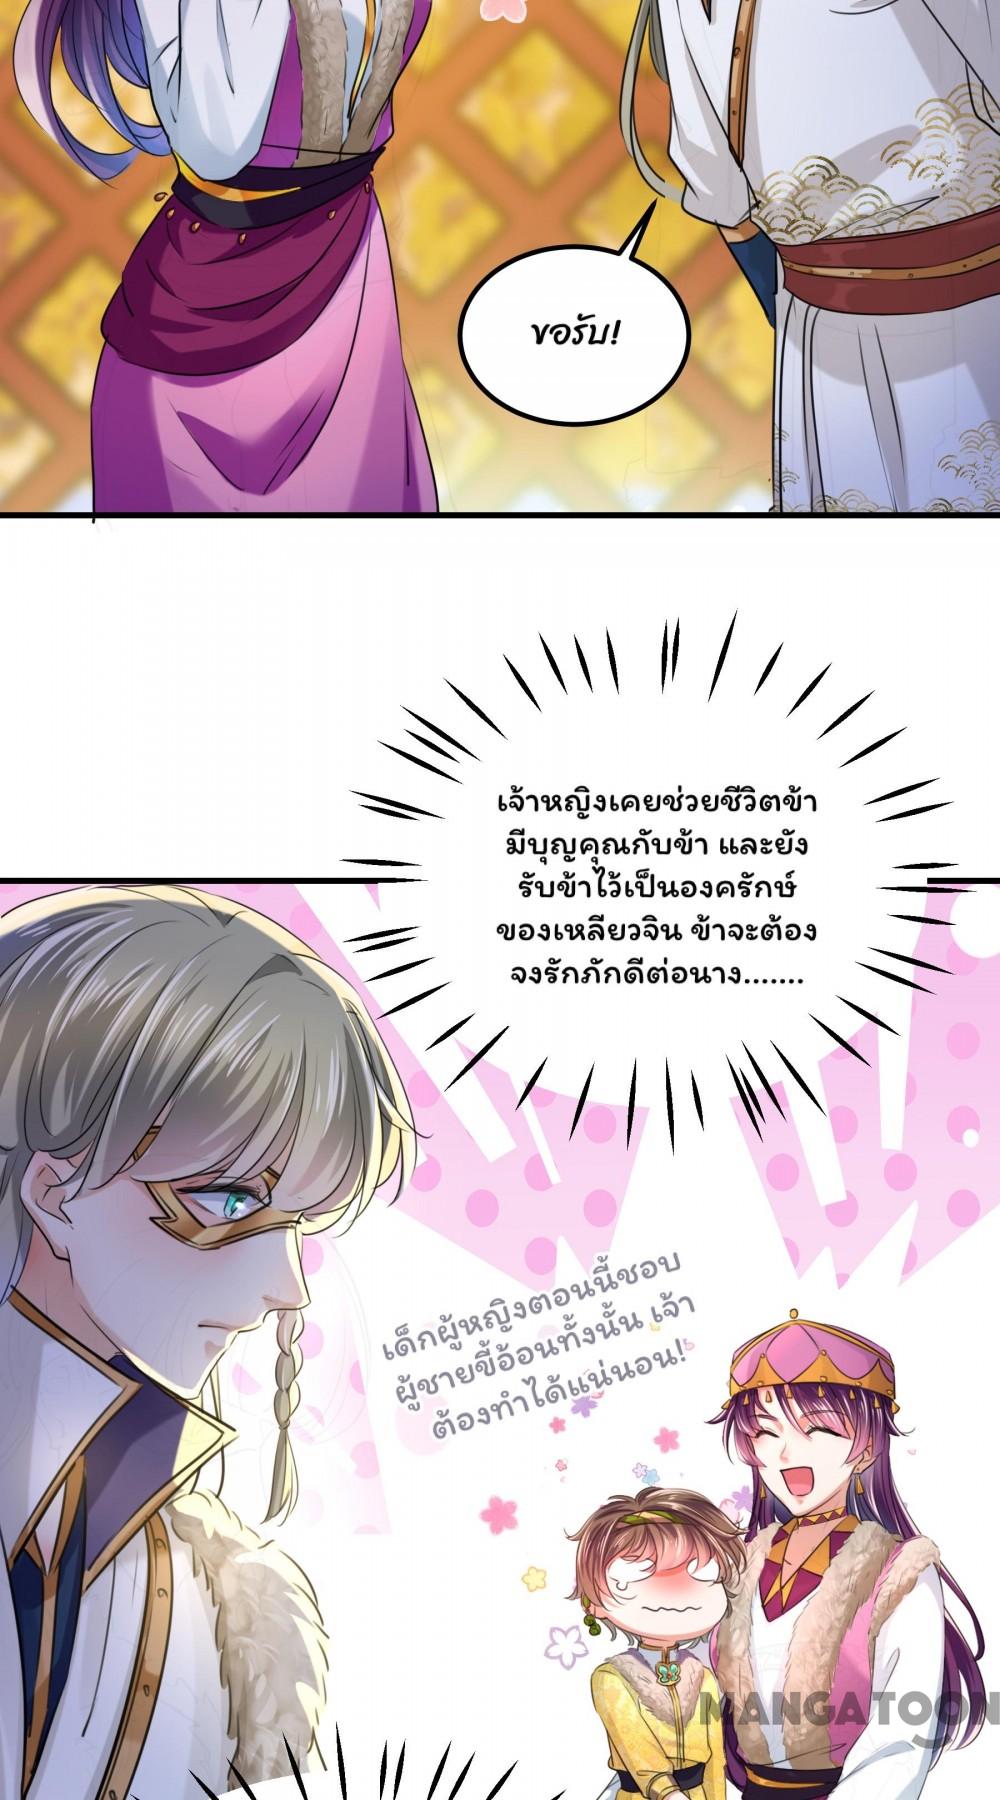 ขอรับ!
เจ้าหญิงเคยช่วยชีวิตข้า
มีบุญคุณกับข้า และยัง
รับข้าไว้เป็นองครักษ์
ของเหลียวจิน ข้าจะต้อง
จงรักภักดีต่อนาง.......
เด็กผู้หญิงตอนนี้ชอบ
ผู้ชายขี้อ้อนทั้งนั้น เจ้า
ต้องทำได้แน่นอน!
MANGATOON